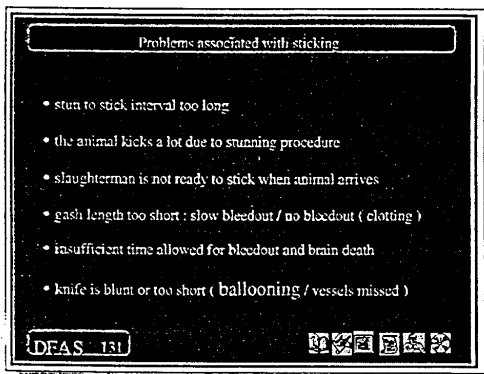 Problems associated with sticking
• stun to stick interval too long
• the animal kicks a lot due to stunning procedure
• slaughterman is not ready to stick when animal arrives
• gash length too short : slow bleedout / no bleedout ( clotting )
• insufficient time allowed for bleedout and brain death
• knife is blunt or too short ( ballooning / vessels missed )
DFAS 131